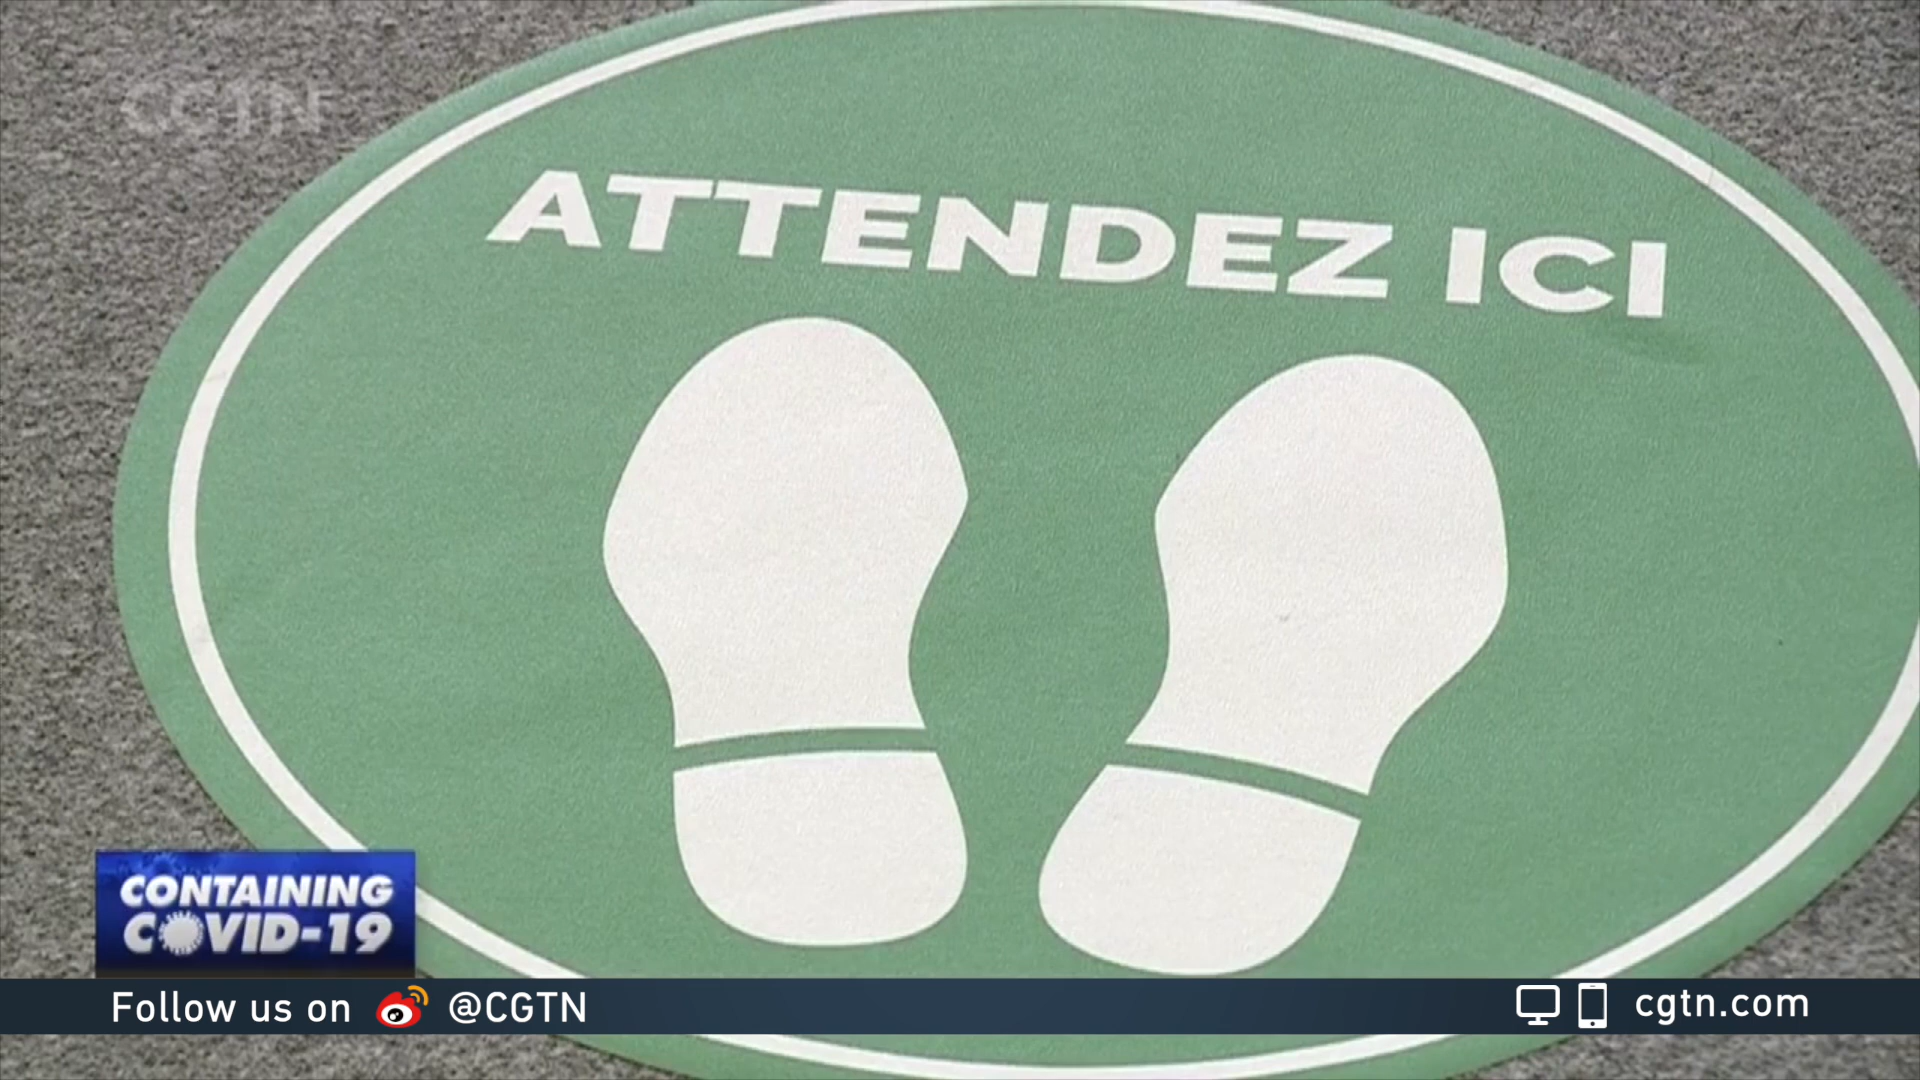 CGTN
ATTENDEZ ICI
CONTAINING
COVID-19
Follow us on @CGTN
cgtn.com